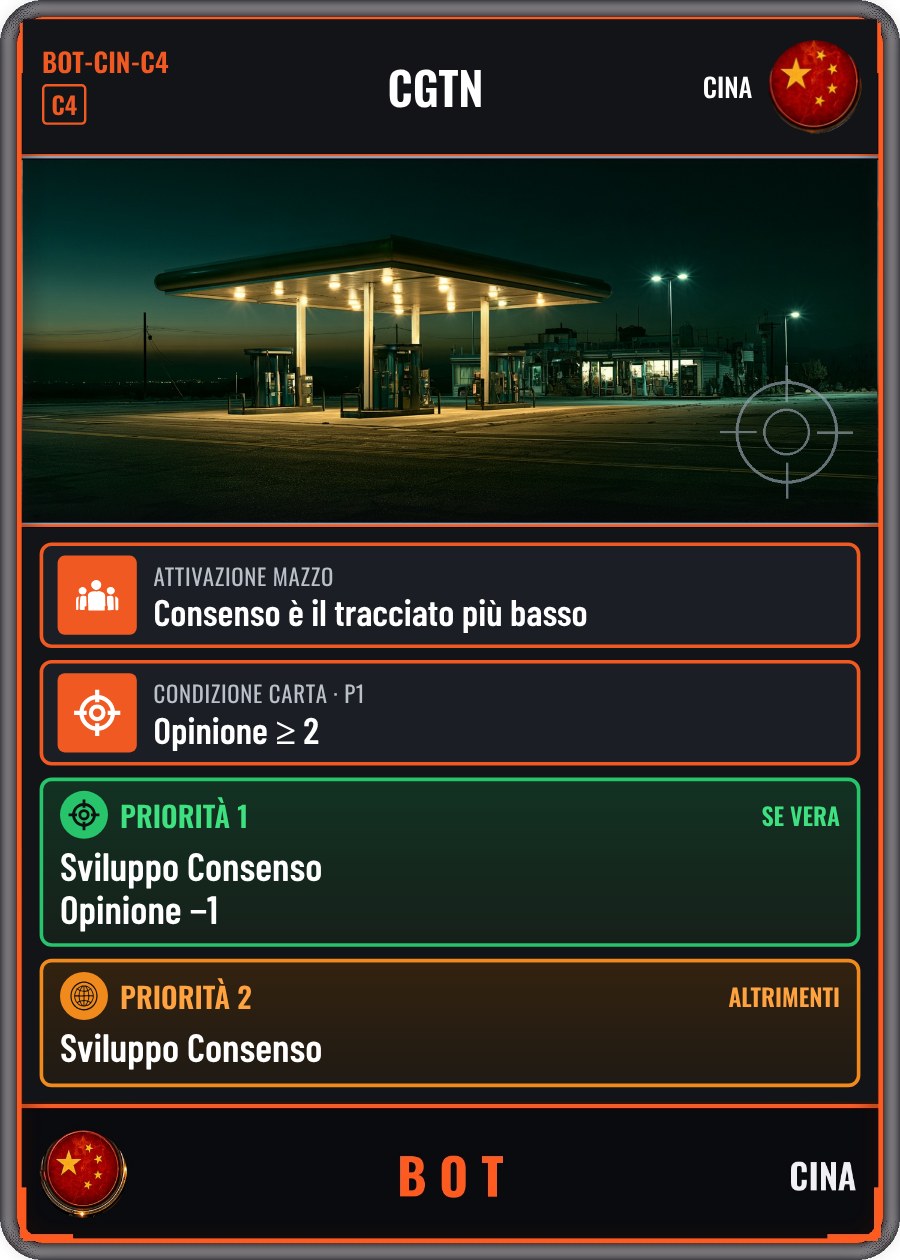 BOT-CIN-C4
C4
CGTN
CINA
ATTIVAZIONE MAZZO
Consenso è il tracciato più basso
CONDIZIONE CARTA · P1
Opinione ≥ 2
PRIORITÀ 1
SE VERA
Sviluppo Consenso
Opinione −1
PRIORITÀ 2
ALTRIMENTI
Sviluppo Consenso
BOT
CINA